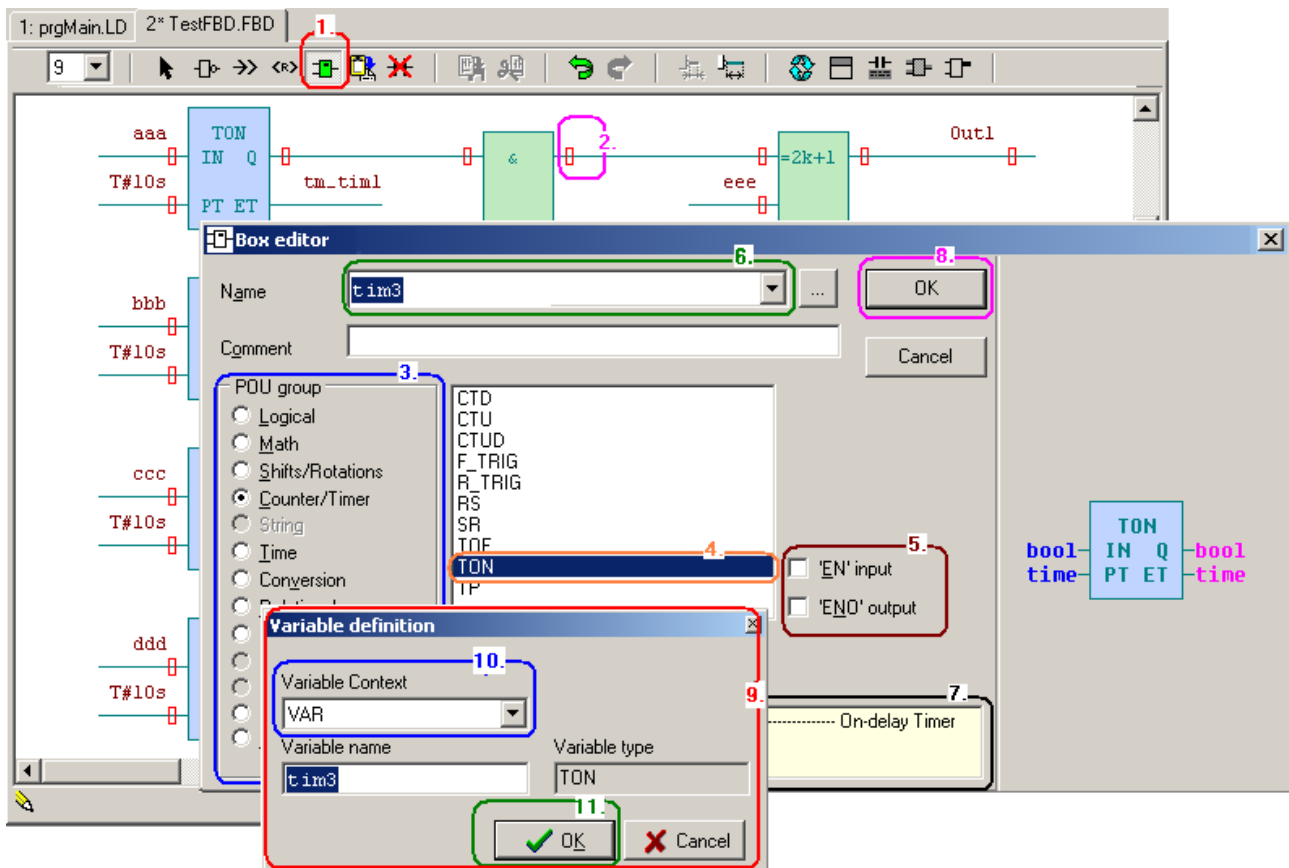 1: prgMain.LD 2* TestFBD.FBD 1.
9 <R>
aaa TON 2. Out1
IN Q & =2k+1
T#10s tm_tim1 eee
PT ET
Box editor
6. 8.
Name tim3 ... OK
bbb
T#10s Comment Cancel
3.
POU group CTD
Logical CTU
Math CTUD
Shifts/Rotations F_TRIG
R_TRIG
ccc Counter/Timer RS
T#10s String SR
TOF
Time TON 4. 5.
Conversion TP 'EN' input
'ENO' output
TON
bool IN Q bool
time PT ET time
Variable definition
ddd
10.
Variable Context
T#10s VAR 9. 7.
On-delay Timer
Variable name Variable type
tim3 TON
11.
OK Cancel